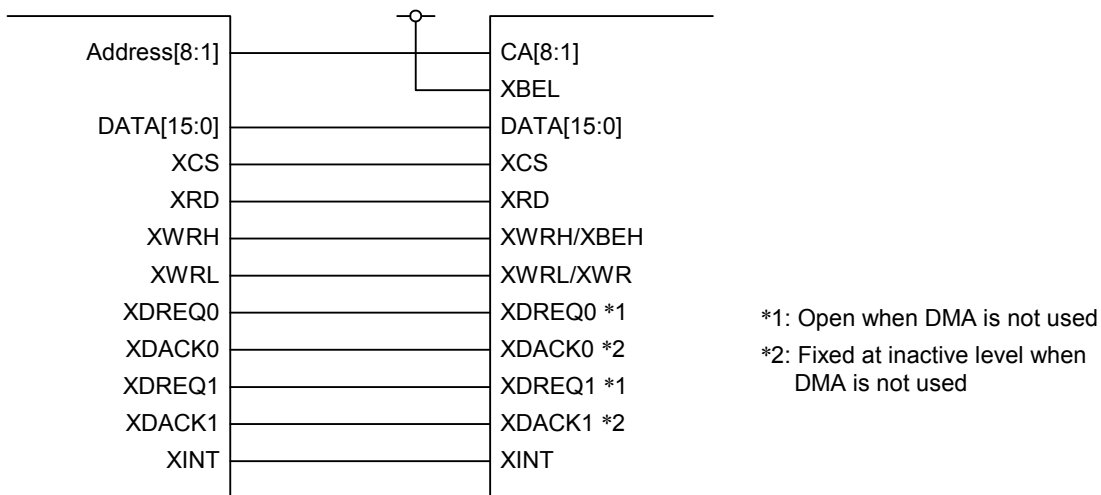 Address[8:1] CA[8:1]
XBEL
DATA[15:0] DATA[15:0]
XCS XCS
XRD XRD
XWRH XWRH/XBEH
XWRL XWRL/XWR
XDREQ0 XDREQ0 *1
XDACK0 XDACK0 *2
XDREQ1 XDREQ1 *1
XDACK1 XDACK1 *2
XINT XINT
*1: Open when DMA is not used
*2: Fixed at inactive level when
DMA is not used